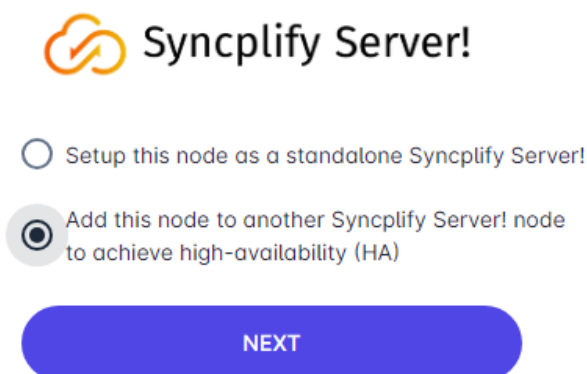 Syncplify Server!
Setup this node as a standalone Syncplify Server!
Add this node to another Syncplify Server! node
to achieve high-availability (HA)
NEXT